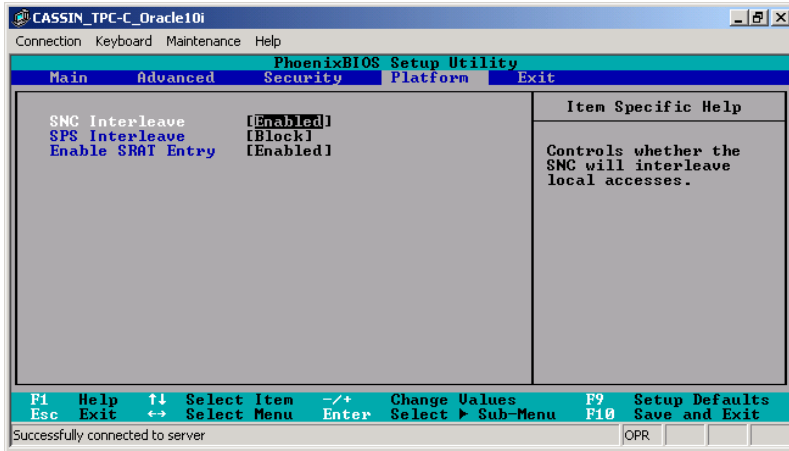 CASSIN_TPC-C_Oracle10i
Connection Keyboard Maintenance Help
PhoenixBIOS Setup Utility
Main Advanced Security Platform Exit
SNC Interleave [Enabled]
SPS Interleave [Block]
Enable SRAT Entry [Enabled]
Item Specific Help
Controls whether the
SNC will interleave
local accesses.
F1 Help ↑↓ Select Item -/+ Change Values F9 Setup Defaults
Esc Exit ↔ Select Menu Enter Select ▶ Sub-Menu F10 Save and Exit
Successfully connected to server OPR